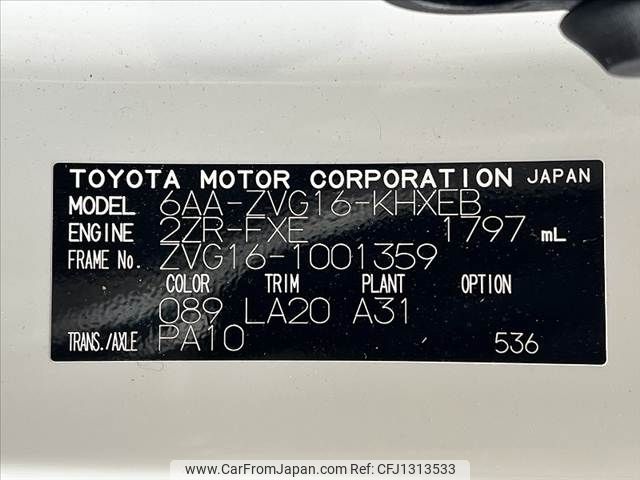 TOYOTA MOTOR CORPORATION JAPAN
MODEL 6AA-ZVG16-KHXEB
ENGINE 2ZR-FXE 1797 mL
FRAME No. ZVG16-1001359
COLOR TRIM PLANT OPTION
089 LA20 A31
TRANS./AXLE PA10 536
www.CarFromJapan.com - CFJ1313533